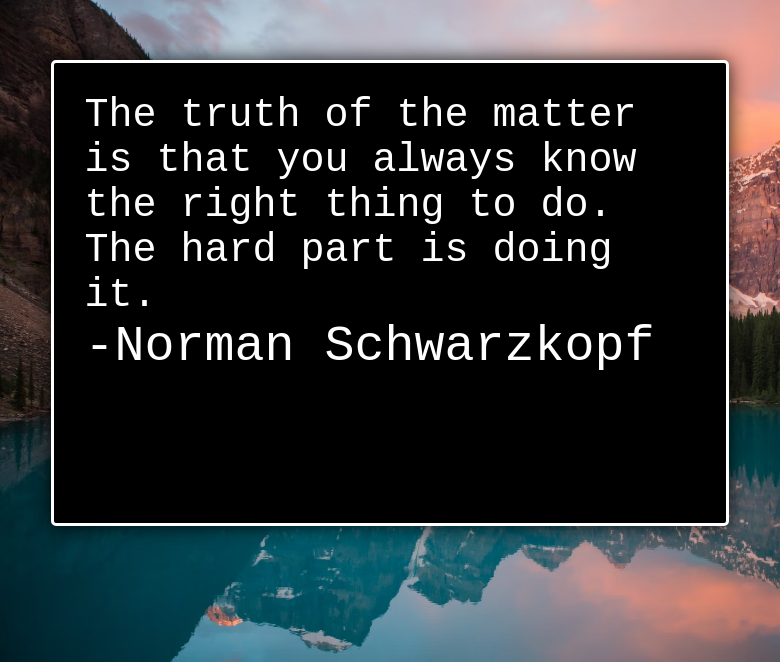 The truth of the matter
is that you always know
the right thing to do.
The hard part is doing
it.
-Norman Schwarzkopf